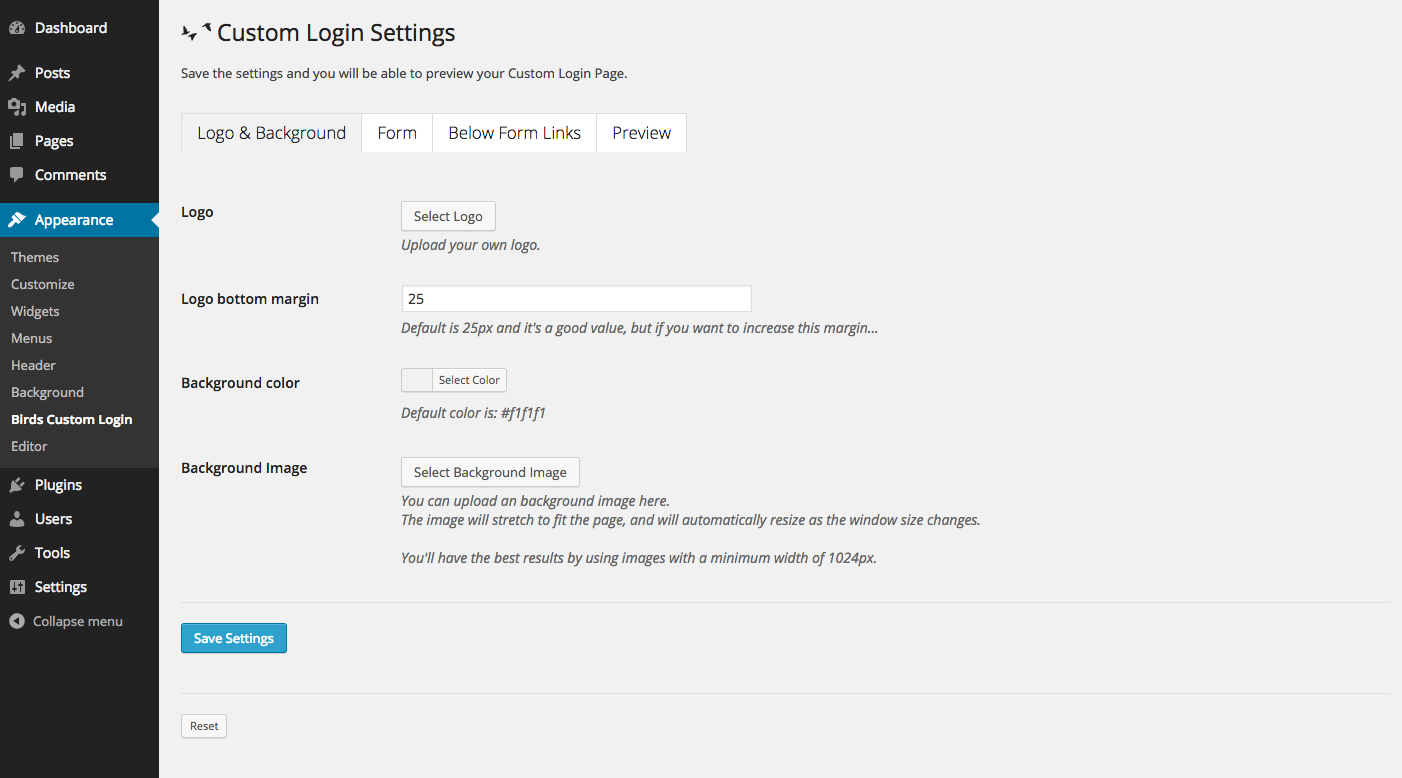 Dashboard
Posts
Media
Pages
Comments
Appearance
Themes
Customize
Widgets
Menus
Header
Background
Birds Custom Login
Editor
Plugins
Users
Tools
Settings
Collapse menu
Custom Login Settings
Save the settings and you will be able to preview your Custom Login Page.
Logo & Background
Form
Below Form Links
Preview
Logo
Select Logo
Upload your own logo.
Logo bottom margin
25
Default is 25px and it's a good value, but if you want to increase this margin...
Background color
Select Color
Default color is: #f1f1f1
Background Image
Select Background Image
You can upload an background image here.
The image will stretch to fit the page, and will automatically resize as the window size changes.
You'll have the best results by using images with a minimum width of 1024px.
Save Settings
Reset